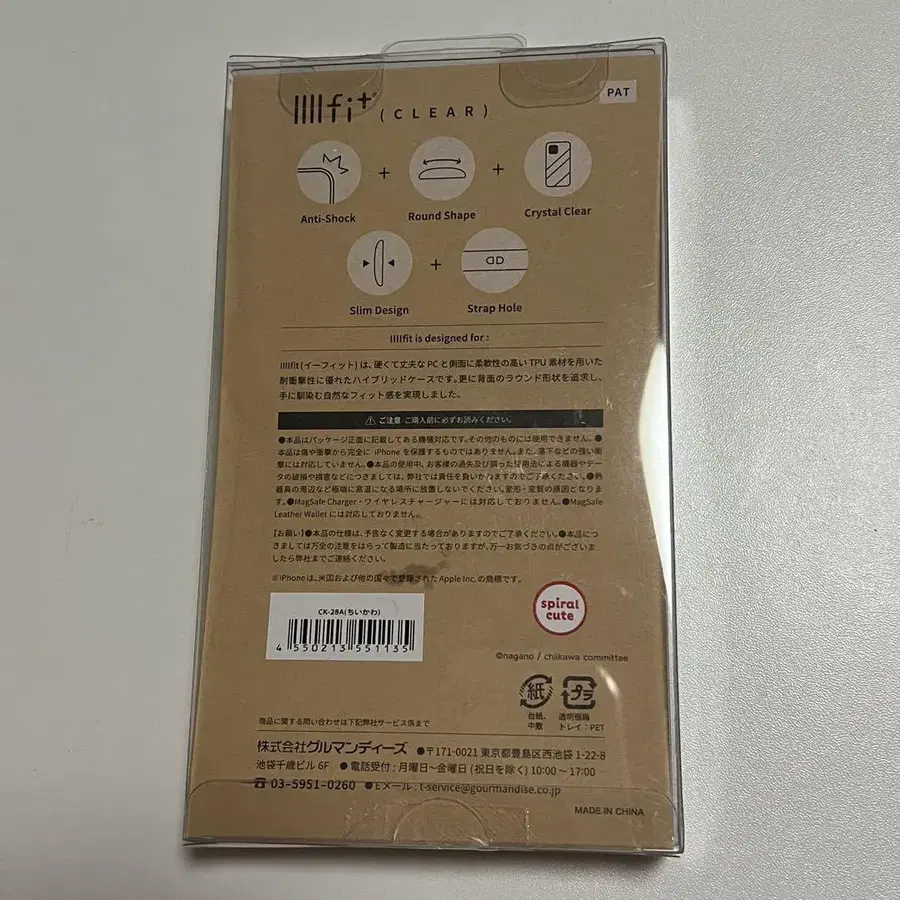 IIIIfit+ (CLEAR)
PAT
Anti-Shock
Round Shape
Crystal Clear
Slim Design
Strap Hole
IIIIfit is designed for :
IIIIfit(イーフィット)は、硬くて丈夫な PC と側面に柔軟性の高い TPU 素材を用いた
耐衝撃性に優れたハイブリッドケースです。更に背面のラウンド形状を追求し、
手に馴染む自然なフィット感を実現しました。
ご注意 ご購入前に必ずお読みください。
●本品はパッケージ正面に記載してある機種対応です。その他のものには使用できません。●
本品は傷や衝撃から完全に iPhone を保護するものではありません。また、落下などの強い衝
撃には対応していません。●本品の使用中、お客様の過失及び誤った使用法による機器やデー
タの破損や損害などにつきましては、弊社では責任を負いかねますのでご了承ください。●熱
器具の周辺など極端に高温になる場所に放置しないでください。変形・変質の原因となりま
す。●MagSafe Charger・ワイヤレスチャージャーには対応しておりません。●MagSafe
Leather Wallet には対応しておりません。
【お願い】●本品の仕様は、予告なく変更する場合がありますのでご了承ください。●本品につ
きましては万全の注意をはらって製造に当たっておりますが、万一お気づきの点がございま
したら弊社までご連絡ください。
※iPhoneは、米国および他の国々で登録されたApple Inc. の商標です。
CK-28A(ちいかわ)
4 550213 551135
spiral
cute
©nagano / chiikawa committee
紙
台紙、
中敷
プラ
透明個箱
トレイ:PET
商品に関する問い合わせは下記弊社サービス係まで
株式会社グルマンディーズ ●〒171-0021 東京都豊島区西池袋 1-22-8
池袋千歳ビル 6F ●電話受付:月曜日~金曜日 (祝日を除く) 10:00 ~ 17:00
☎ 03-5951-0260 ●Eメール:t-service@gourmandise.co.jp
MADE IN CHINA